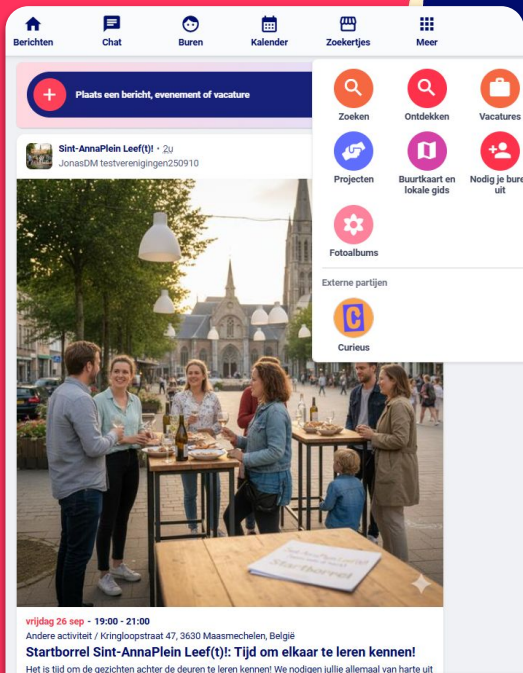 Berichten
Chat
Buren
Kalender
Zoekertjes
Meer
Plaats een bericht, evenement of vacature
Zoeken
Ontdekken
Vacatures
Projecten
Buurtkaart en
lokale gids
Nodig je bure
uit
Fotoalbums
Externe partijen
C
Curieus
Sint-AnnaPlein Leef(t)! · 2u
JonasDM testverenigingen250910
Sint-AnnaPlein Leef(t)!
Startborrel
vrijdag 26 sep - 19:00 - 21:00
Andere activiteit / Kringloopstraat 47, 3630 Maasmechelen, België
Startborrel Sint-AnnaPlein Leef(t)!: Tijd om elkaar te leren kennen!
Het is tijd om de gezichten achter de deuren te leren kennen! We nodigen jullie allemaal van harte uit